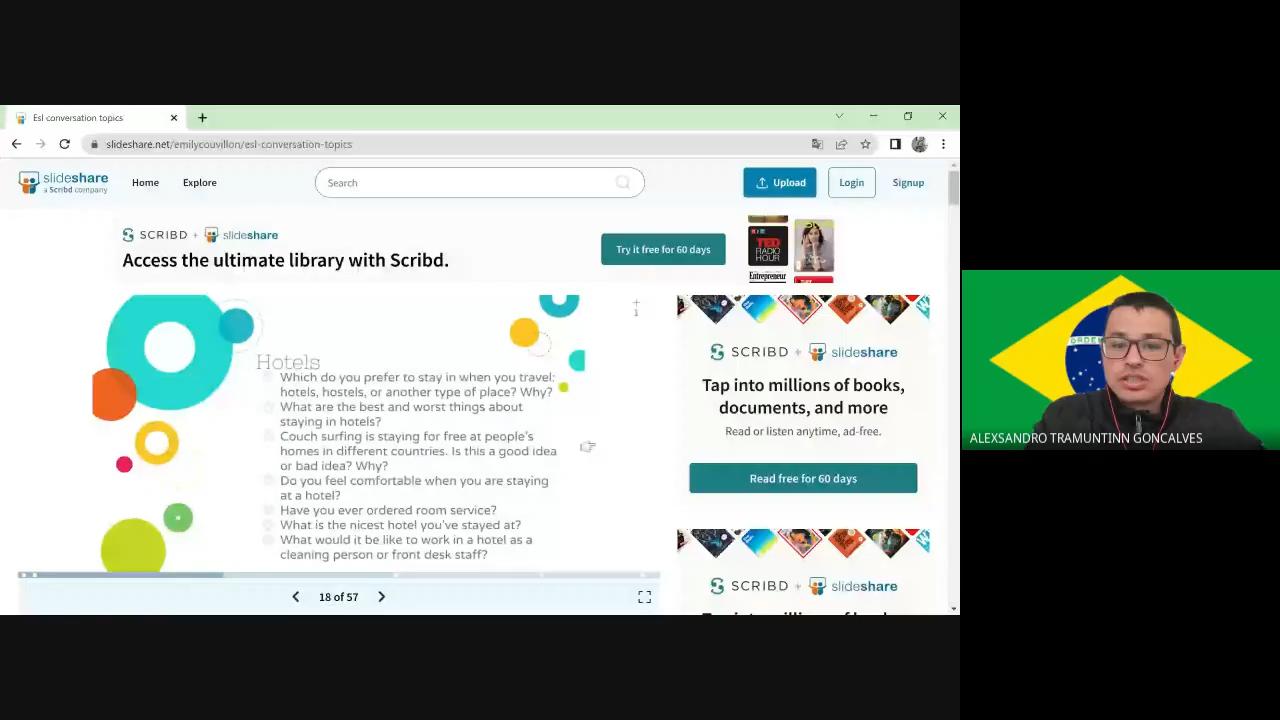 Esl conversation topics
slideshare.net/emilycouvillon/esl-conversation-topics
slideshare
a Scribd company
Home
Explore
Search
Upload
Login
Signup
SCRIBD + slideshare
Access the ultimate library with Scribd.
Try it free for 60 days
TED
RADIO
HOUR
Entrepreneur
Hotels
Which do you prefer to stay in when you travel:
hotels, hostels, or another type of place? Why?
What are the best and worst things about
staying in hotels?
Couch surfing is staying for free at people's
homes in different countries. Is this a good idea
or bad idea? Why?
Do you feel comfortable when you are staying
at a hotel?
Have you ever ordered room service?
What is the nicest hotel you've stayed at?
What would it be like to work in a hotel as a
cleaning person or front desk staff?
18 of 57
SCRIBD + slideshare
Tap into millions of books,
documents, and more
Read or listen anytime, ad-free.
Read free for 60 days
SCRIBD + slideshare
ORDEM
ALEXSANDRO TRAMUNTINN GONCALVES